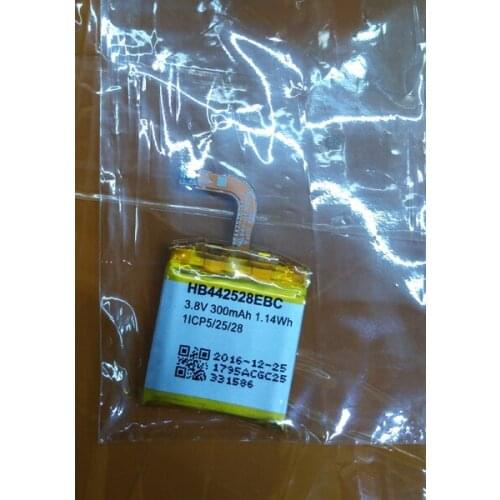 HB442528EBC
3.8V 300mAh 1.14Wh
1ICP5/25/28
2016-12-25
1795ACGC25
331586